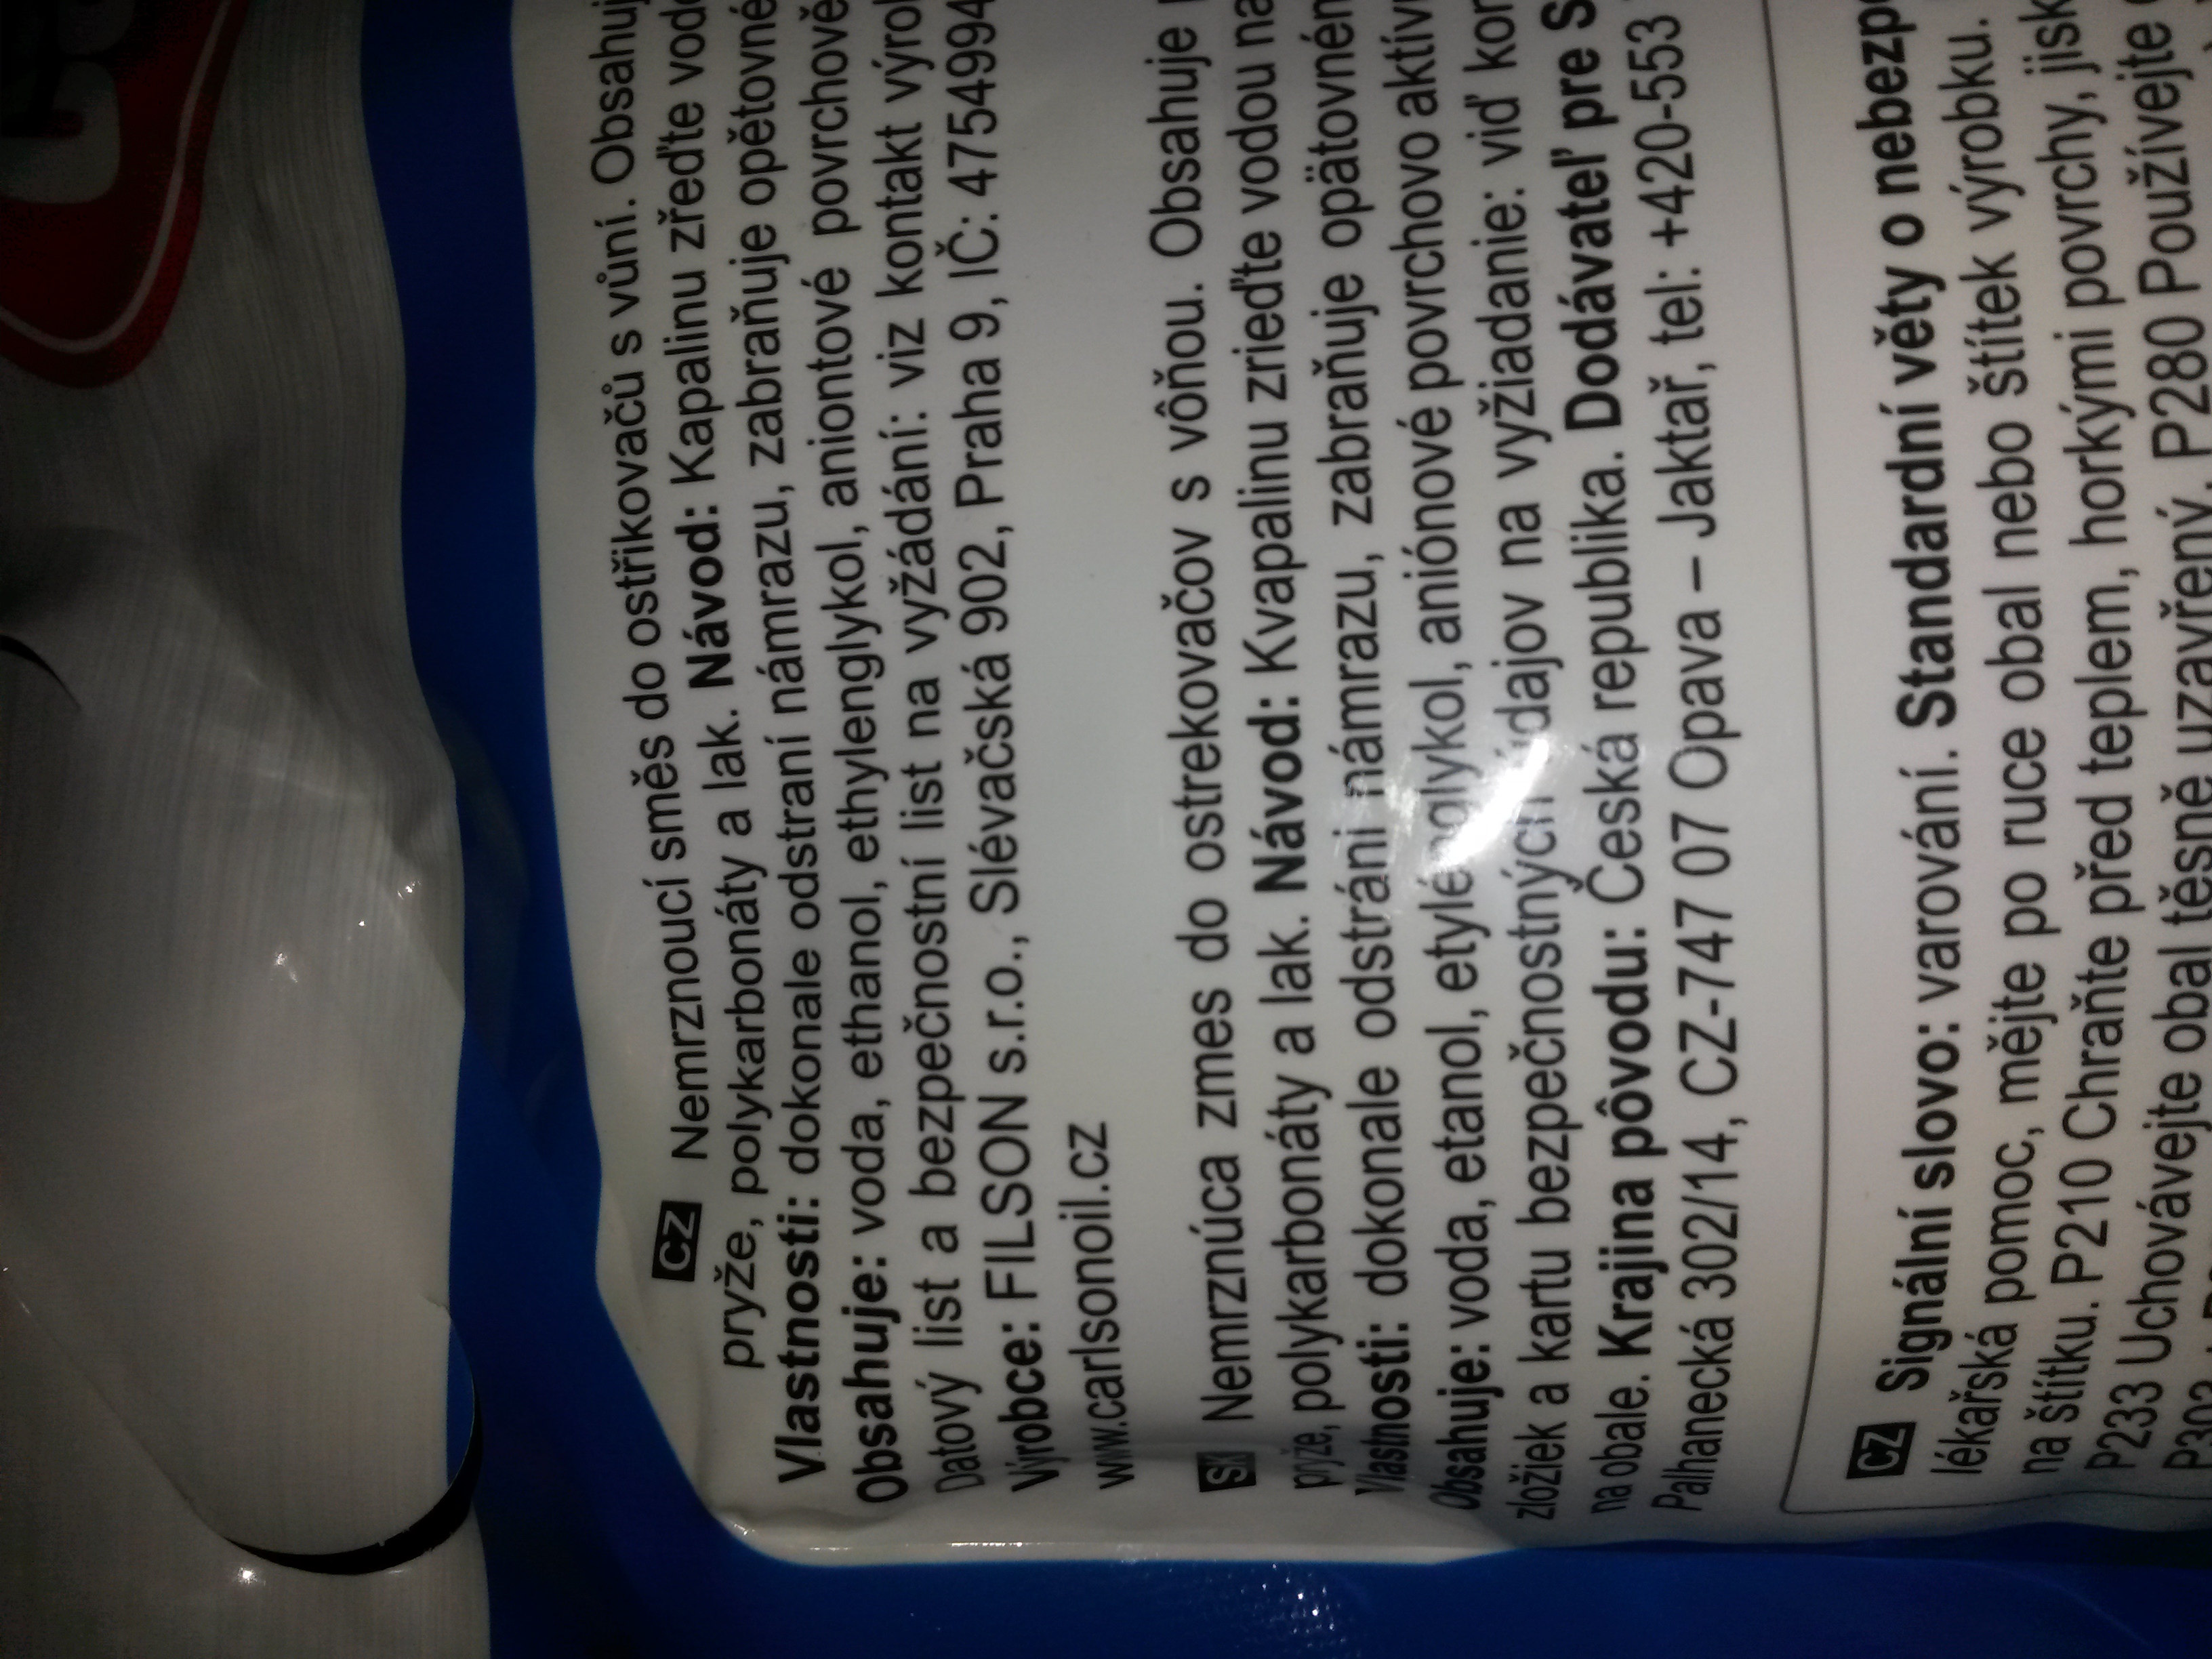 CZ Nemrznoucí směs do ostřikovačů s vůní. Obsahuj
pryže, polykarbonáty a lak. Návod: Kapalinu zřeďte vodo
Vlastnosti: dokonale odstraní námrazu, zabraňuje opětovné
Obsahuje: voda, ethanol, ethylenglykol, aniontové povrchově
Datový list a bezpečnostní list na vyžádání: viz kontakt výrob
Výrobce: FILSON s.r.o., Slévačská 902, Praha 9, IČ: 47549994
www.carlsonoil.cz
SK Nemrznúca zmes do ostrekovačov s vôňou. Obsahuje
pryže, polykarbonáty a lak. Návod: Kvapalinu zrieďte vodou na
Vlastnosti: dokonale odstráni námrazu, zabraňuje opätovném
Obsahuje: voda, etanol, etylénglykol, aniónové povrchovo aktív
zložiek a kartu bezpečnostných údajov na vyžiadanie: viď kon
na obale. Krajina pôvodu: Česká republika. Dodávateľ pre S
Palhanecká 302/14, CZ-747 07 Opava – Jaktař, tel: +420-553
CZ Signální slovo: varování. Standardní věty o nebezpe
lékařská pomoc, mějte po ruce obal nebo štítek výrobku.
na štítku. P210 Chraňte před teplem, horkými povrchy, jisk
P233 Uchovávejte obal těsně uzavřený. P280 Používejte